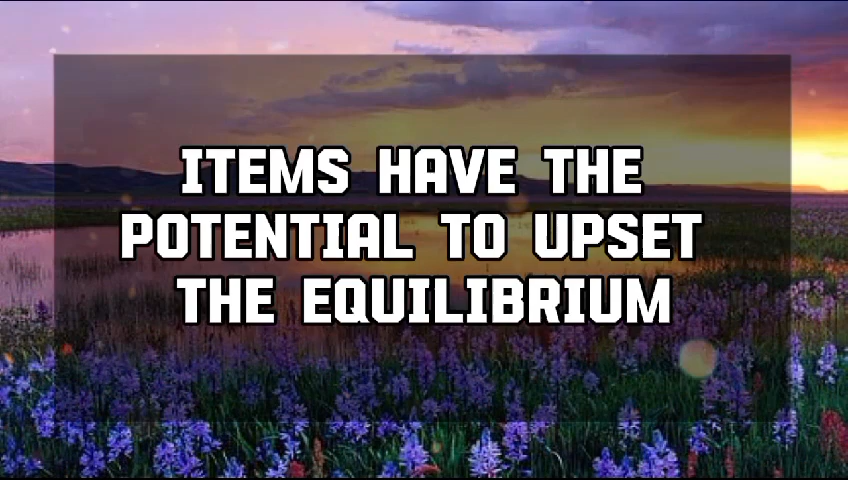 ITEMS HAVE THE
POTENTIAL TO UPSET
THE EQUILIBRIUM